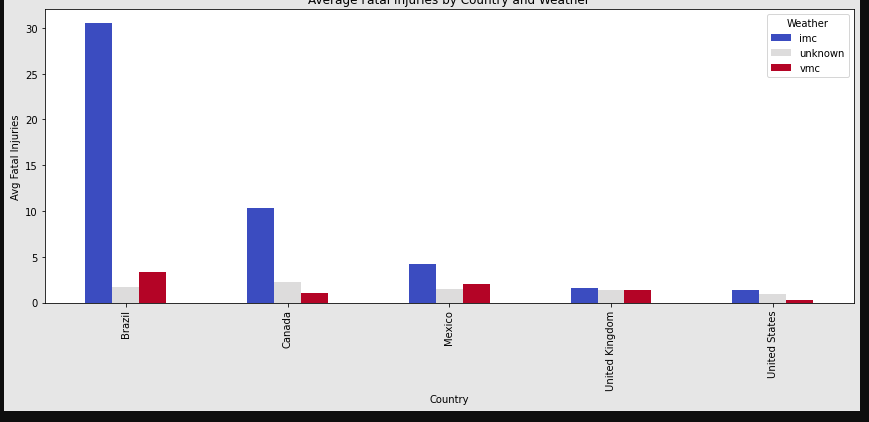 Average Fatal Injuries by Country and Weather
Weather
imc
unknown
vmc
Avg Fatal Injuries
30
25
20
15
10
5
0
Brazil
Canada
Mexico
United Kingdom
United States
Country